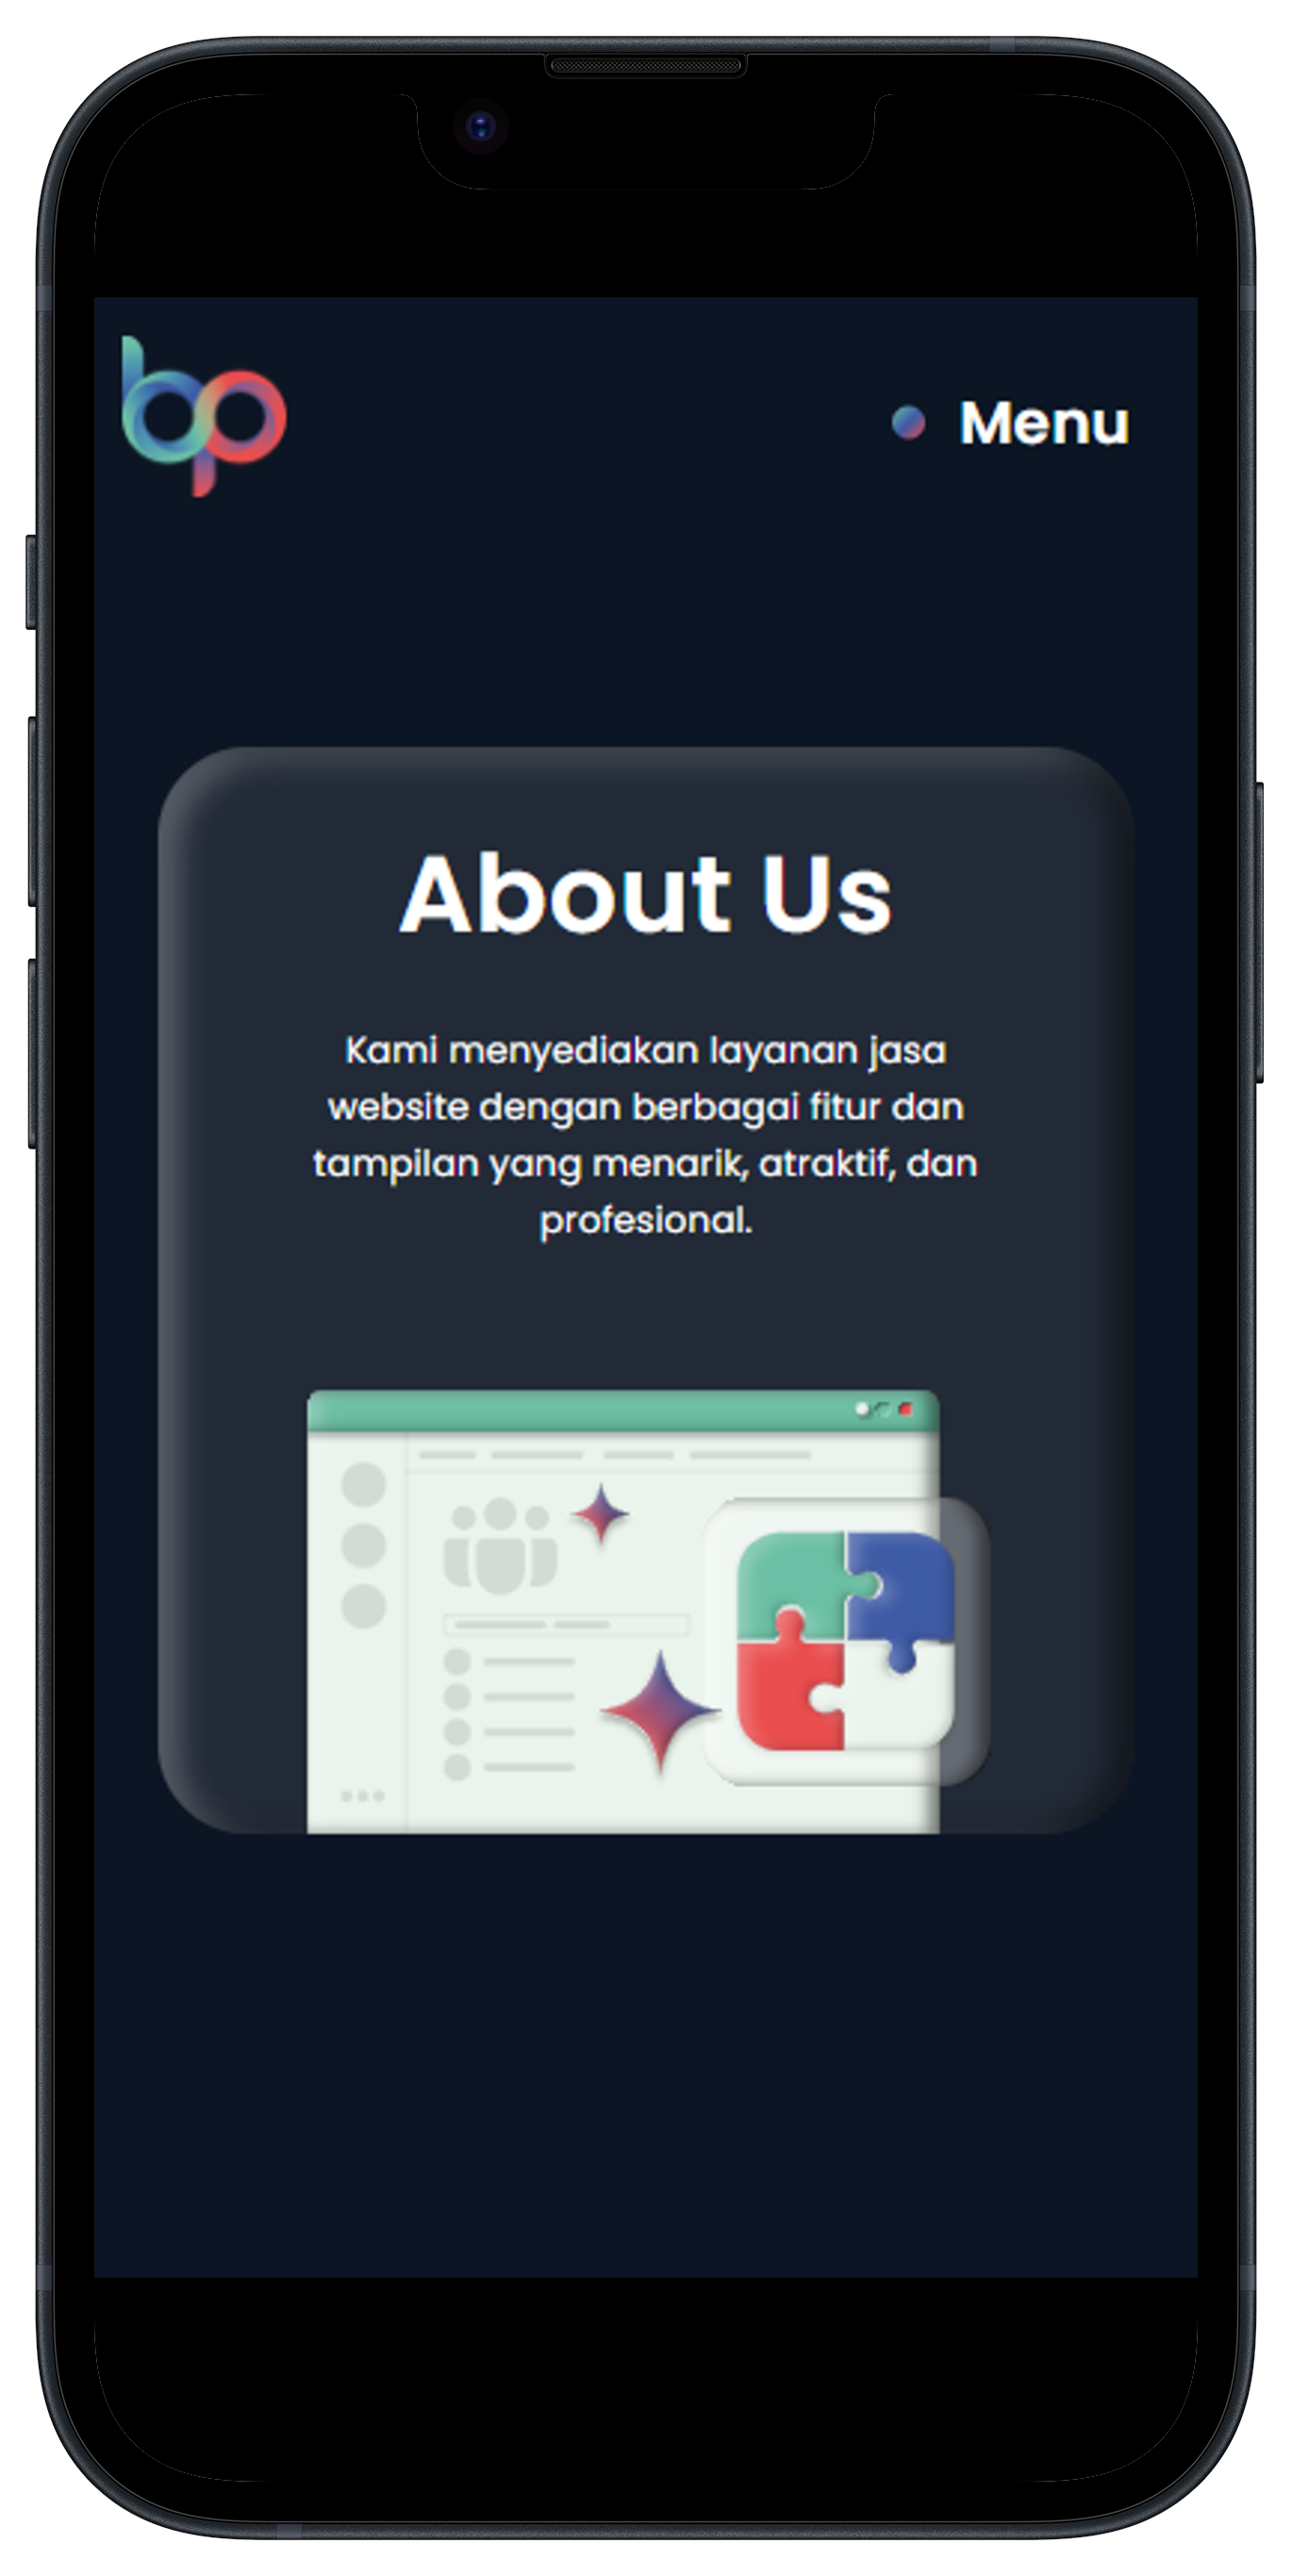 bp
Menu
About Us
Kami menyediakan layanan jasa
website dengan berbagai fitur dan
tampilan yang menarik, atraktif, dan
profesional.